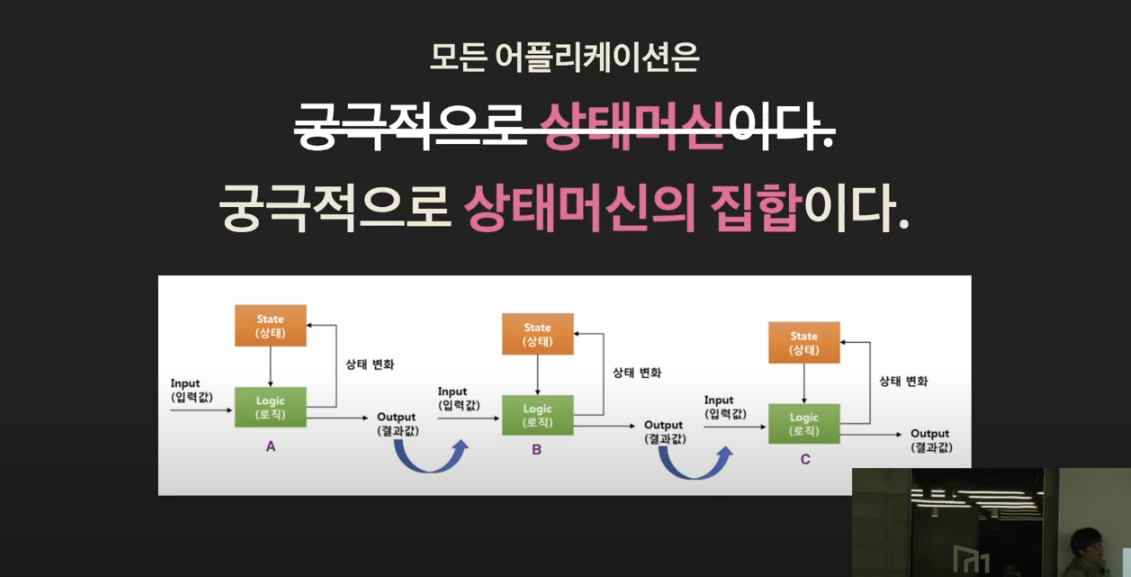 모든 어플리케이션은
궁극적으로 상태머신이다.
궁극적으로 상태머신의 집합이다.
State
(상태)
상태 변화
Input
(입력값)
Logic
(로직)
Output
(결과값)
A
State
(상태)
상태 변화
Input
(입력값)
Logic
(로직)
Output
(결과값)
B
State
(상태)
상태 변화
Input
(입력값)
Logic
(로직)
Output
(결과값)
C